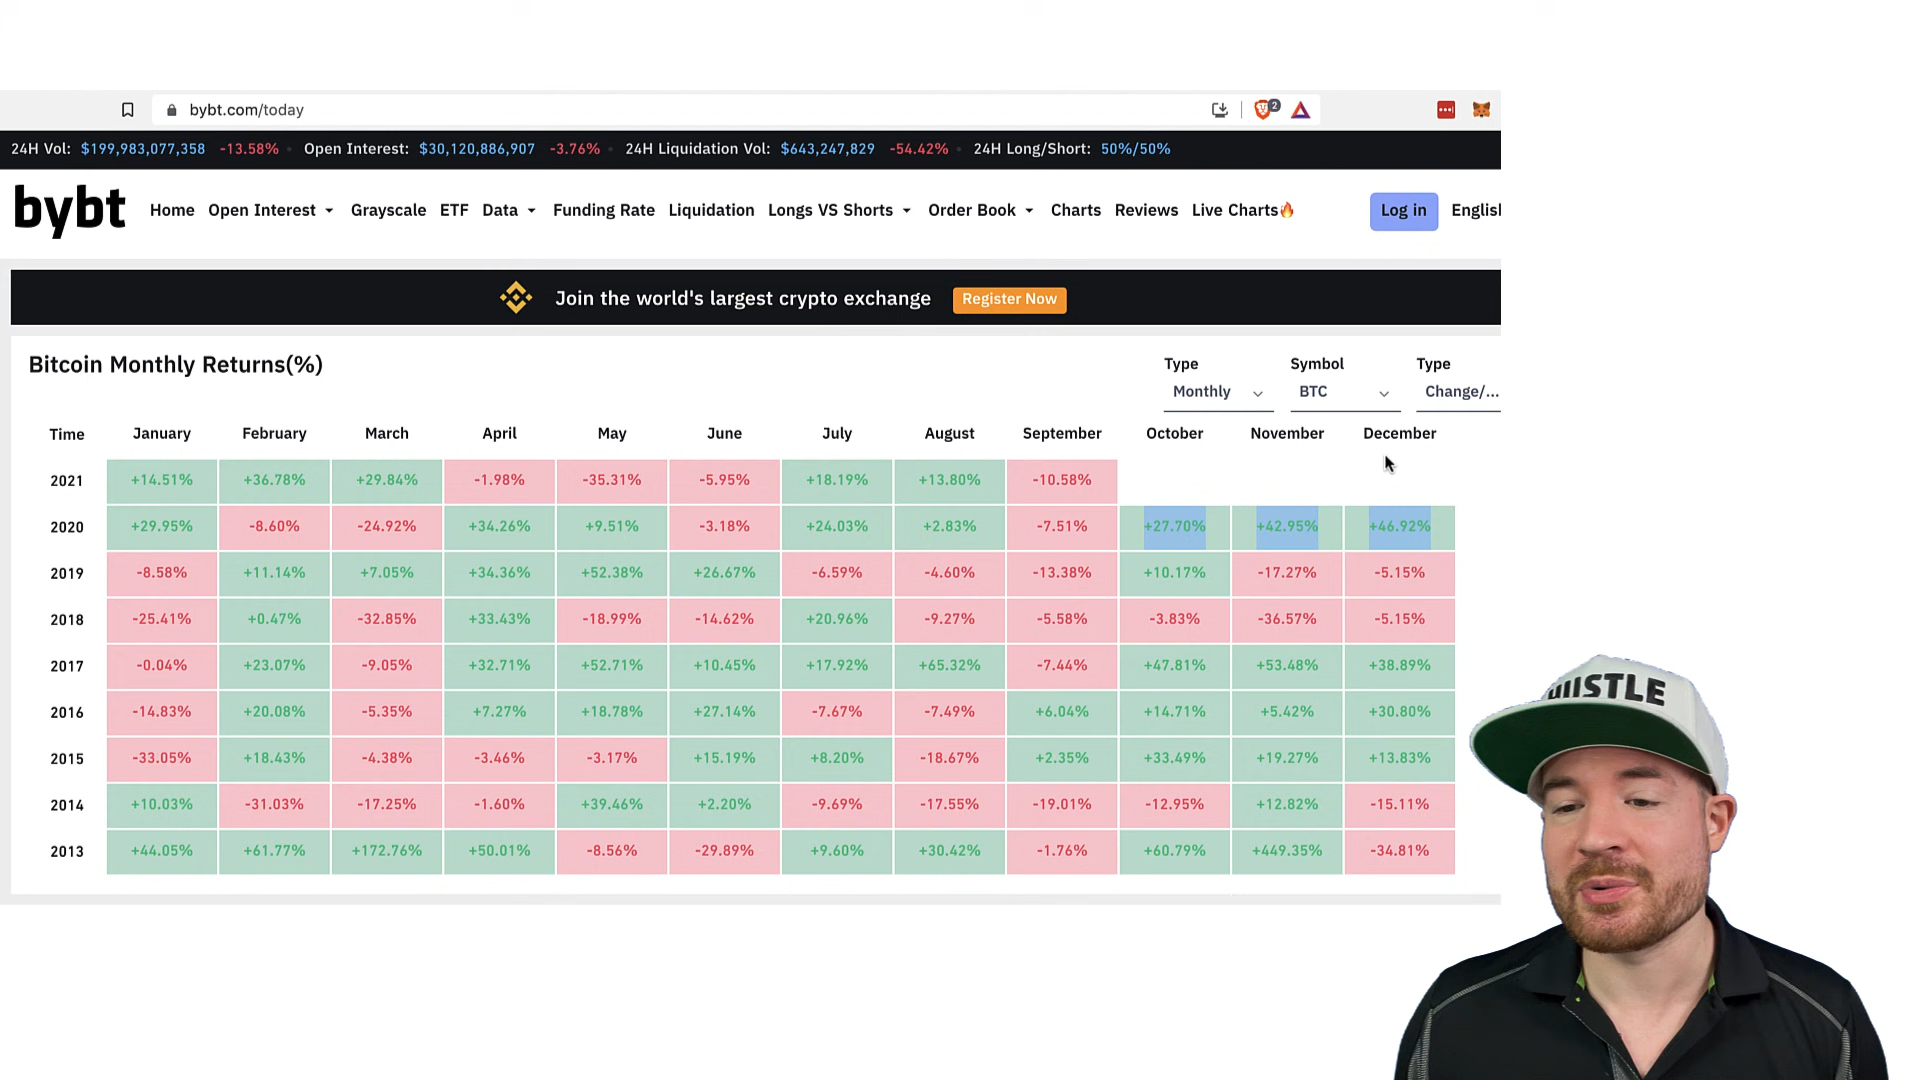 bybt.com/today
2
24H Vol: $199,983,077,358 -13.58% Open Interest: $30,120,886,907 -3.76% 24H Liquidation Vol: $643,247,829 -54.42% 24H Long/Short: 50%/50%
bybt Home Open Interest Grayscale ETF Data Funding Rate Liquidation Longs VS Shorts Order Book Charts Reviews Live Charts🔥 Log in English
Join the world's largest crypto exchange Register Now
Bitcoin Monthly Returns(%)
Type Symbol Type
Monthly BTC Change/...
Time January February March April May June July August September October November December
2021 +14.51% +36.78% +29.84% -1.98% -35.31% -5.95% +18.19% +13.80% -10.58%
2020 +29.95% -8.60% -24.92% +34.26% +9.51% -3.18% +24.03% +2.83% -7.51% +27.70% +42.95% +46.92%
2019 -8.58% +11.14% +7.05% +34.36% +52.38% +26.67% -6.59% -4.60% -13.38% +10.17% -17.27% -5.15%
2018 -25.41% +0.47% -32.85% +33.43% -18.99% -14.62% +20.96% -9.27% -5.58% -3.83% -36.57% -5.15%
2017 -0.04% +23.07% -9.05% +32.71% +52.71% +10.45% +17.92% +65.32% -7.44% +47.81% +53.48% +38.89%
2016 -14.83% +20.08% -5.35% +7.27% +18.78% +27.14% -7.67% -7.49% +6.04% +14.71% +5.42% +30.80%
2015 -33.05% +18.43% -4.38% -3.46% -3.17% +15.19% +8.20% -18.67% +2.35% +33.49% +19.27% +13.83%
2014 +10.03% -31.03% -17.25% -1.60% +39.46% +2.20% -9.69% -17.55% -19.01% -12.95% +12.82% -15.11%
2013 +44.05% +61.77% +172.76% +50.01% -8.56% -29.89% +9.60% +30.42% -1.76% +60.79% +449.35% -34.81%
HUSTLE